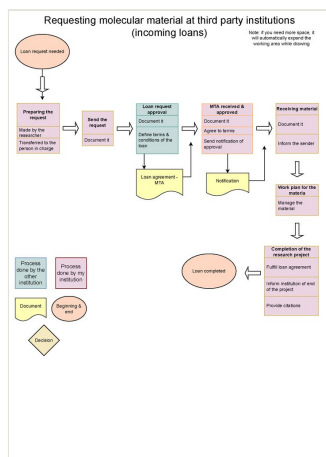 Requesting molecular material at third party institutions
(incoming loans)
Note: if you need more space, it
will automatically expend the
working area while drawing
Loan request needed
Preparing the
request
Made by the
researcher
Transferred to the
person in charge
Send the
request
Document it
Loan request
approval
Document it
Define terms &
conditions of the
loan
MTA received &
approved
Document it
Agree to terms
Send notification of
approval
Receiving material
Document it
Inform the sender
Loan agreement -
MTA
Notification
Work plan for the
materia
Manage the
material
Completion of the
research project
Fulfill loan agreement
Inform institution of end
of the project
Provide citations
Loan completed
Process
done by the
other
institution
Process
done by my
institution
Document
Beginning &
end
Decision